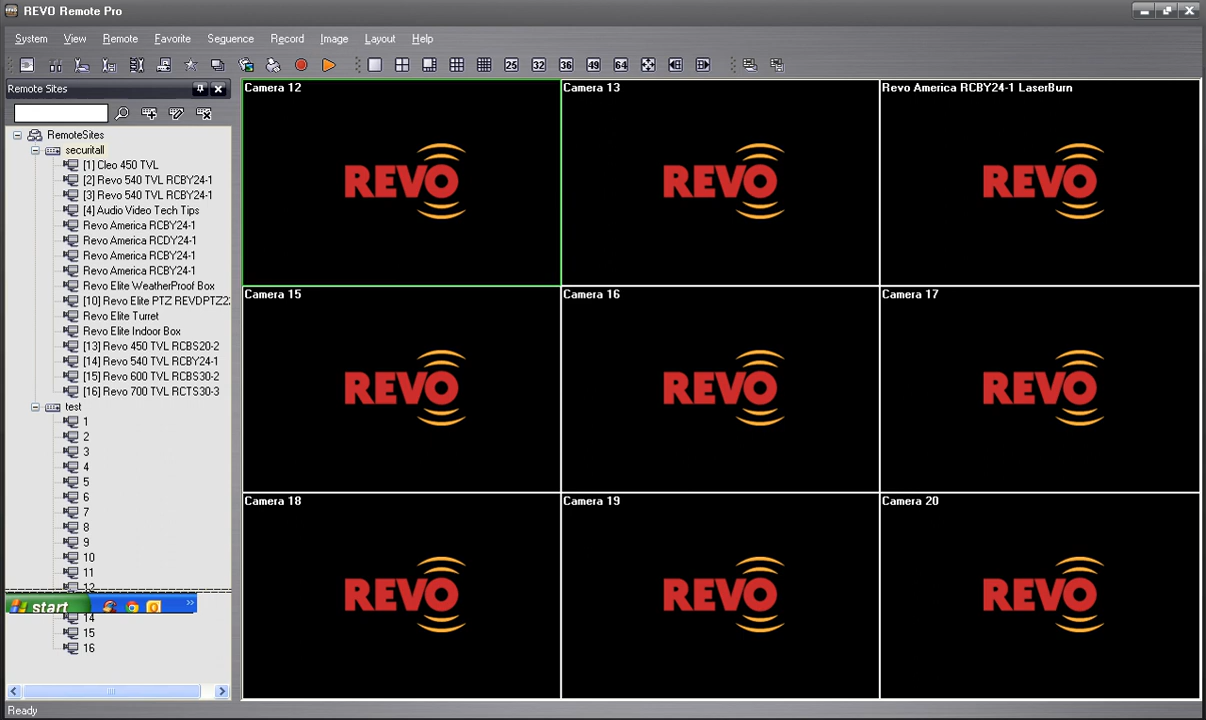 REVO Remote Pro
System View Remote Favorite Sequence Record Image Layout Help
25 32 36 49 64
Remote Sites
RemoteSites
securitall
[1] Cleo 450 TVL
[2] Revo 540 TVL RCBY24-1
[3] Revo 540 TVL RCBY24-1
[4] Audio Video Tech Tips
Revo America RCBY24-1
Revo America RCDY24-1
Revo America RCBY24-1
Revo America RCBY24-1
Revo Elite WeatherProof Box
[10] Revo Elite PTZ REVDPTZ22
Revo Elite Turret
Revo Elite Indoor Box
[13] Revo 450 TVL RCBS20-2
[14] Revo 540 TVL RCBY24-1
[15] Revo 600 TVL RCBS30-2
[16] Revo 700 TVL RCTS30-3
test
1
2
3
4
5
6
7
8
9
10
11
12
start
14
15
16
Camera 12
REVO
Camera 13
REVO
Revo America RCBY24-1 LaserBurn
REVO
Camera 15
REVO
Camera 16
REVO
Camera 17
REVO
Camera 18
REVO
Camera 19
REVO
Camera 20
REVO
Ready